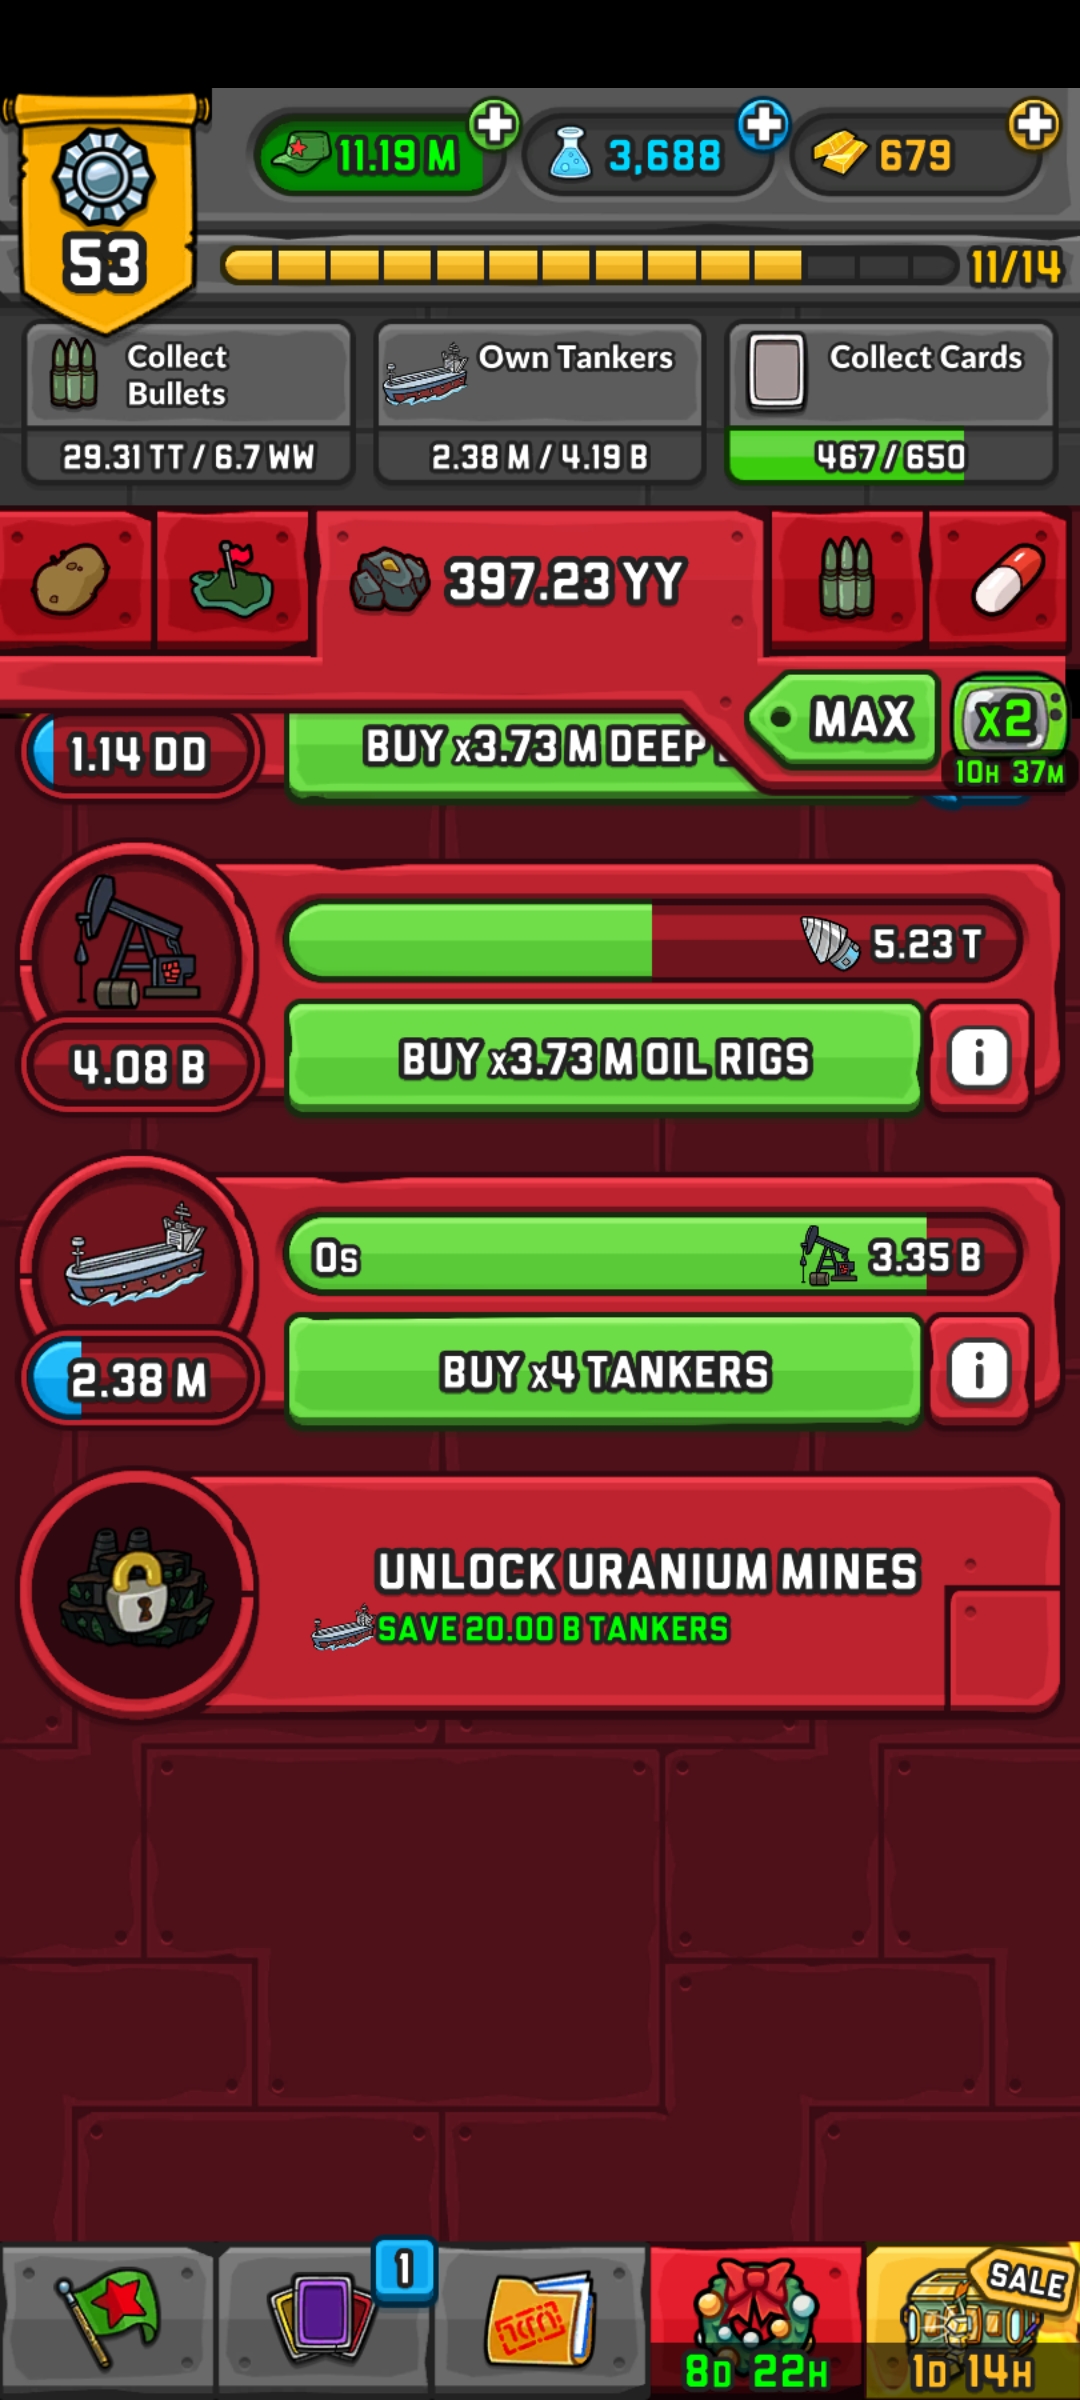 11.19 M
3,688
679
53
11/14
Collect
Bullets
29.31 TT / 6.7 WW
Own Tankers
2.38 M / 4.19 B
Collect Cards
467 / 650
397.23 YY
MAX
x2
10H 37M
1.14 DD
BUY x3.73 M DEEP
5.23 T
4.08 B
BUY x3.73 M OIL RIGS
i
0s
3.35 B
2.38 M
BUY x4 TANKERS
i
UNLOCK URANIUM MINES
SAVE 20.00 B TANKERS
1
8D 22H
SALE
1D 14H